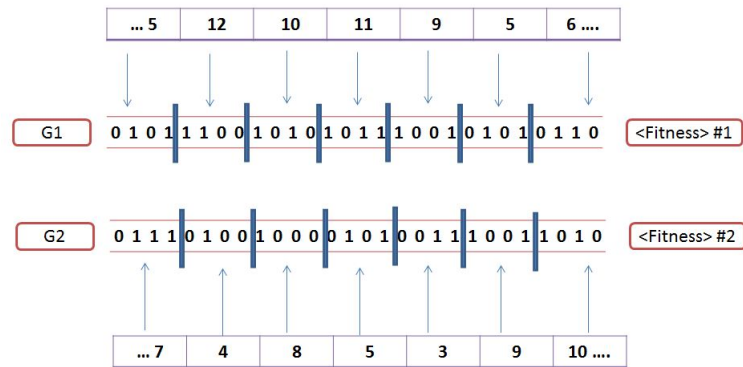 ... 5 12 10 11 9 5 6 ....
G1 0 1 0 1 1 1 0 0 1 0 1 0 1 0 1 1 1 0 0 1 0 1 0 1 0 1 1 0 <Fitness> #1
G2 0 1 1 1 0 1 0 0 1 0 0 0 0 1 0 1 0 0 1 1 1 0 0 1 1 0 1 0 <Fitness> #2
... 7 4 8 5 3 9 10 ....